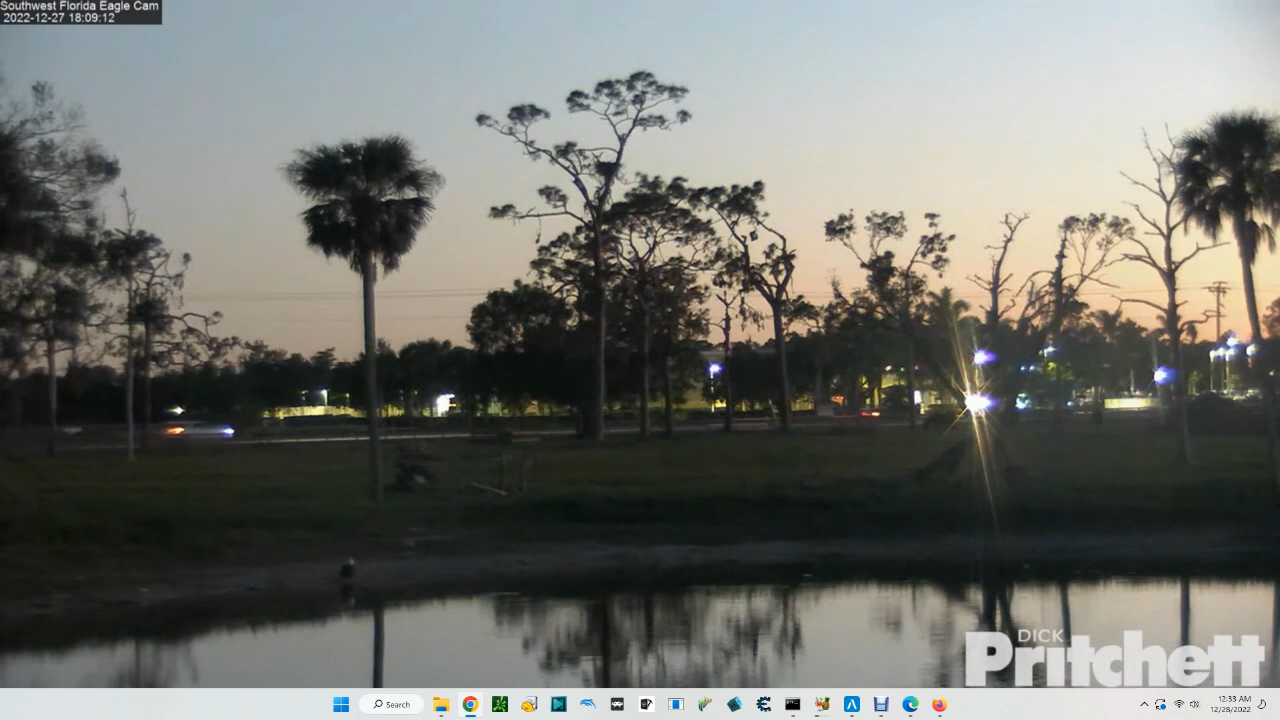 Southwest Florida Eagle Cam
2022-12-27 18:09:12
DICK
Pritchett
Search
12:33 AM
12/28/2022